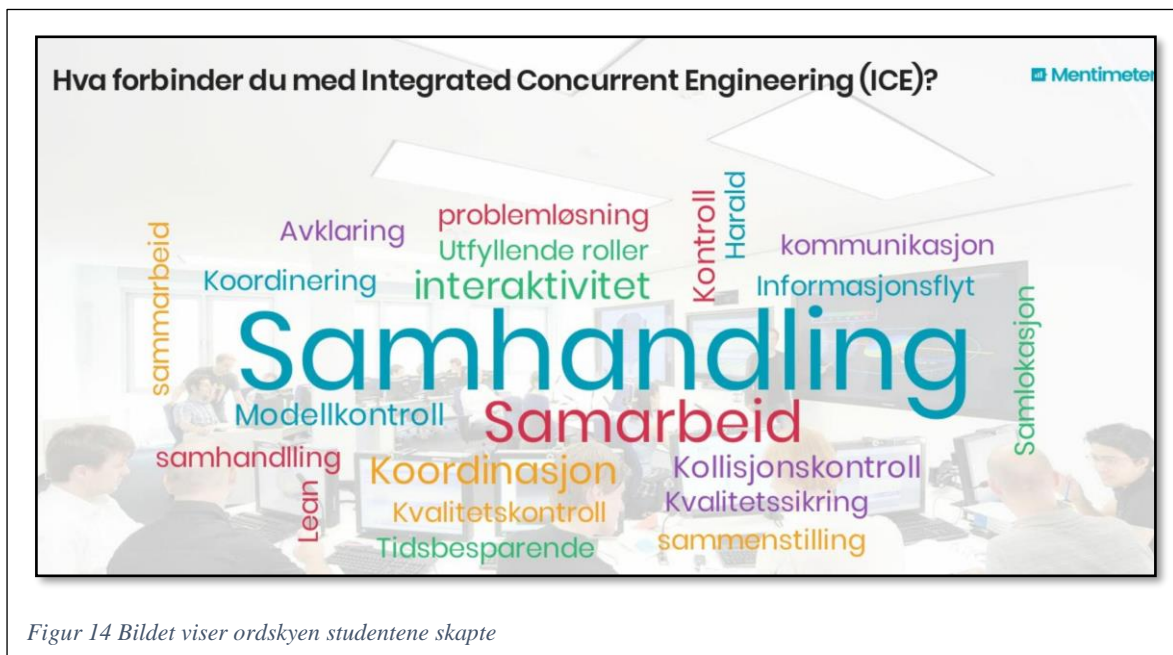 Hva forbinder du med Integrated Concurrent Engineering (ICE)?
Mentimeter
sammarbeid
Avklaring
problemløsning
Kontroll
Harald
Utfyllende roller
kommunikasjon
Koordinering
interaktivitet
Informasjonsflyt
Samlokasjon
Samhandling
Modellkontroll
Samarbeid
samhandlling
Koordinasjon
Kollisjonskontroll
Lean
Kvalitetskontroll
Kvalitetssikring
Tidsbesparende
sammenstilling
Figur 14 Bildet viser ordskyen studentene skapte